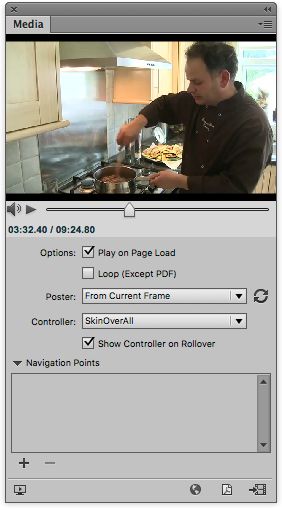 Media
03:32.40 / 09:24.80
Options: Play on Page Load
Loop (Except PDF)
Poster: From Current Frame
Controller: SkinOverAll
Show Controller on Rollover
Navigation Points